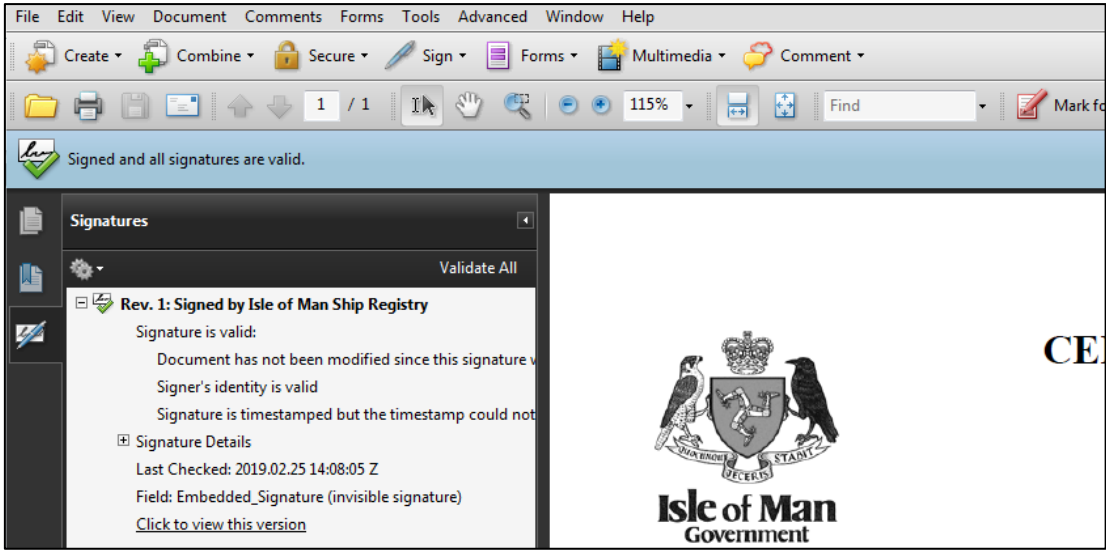 File Edit View Document Comments Forms Tools Advanced Window Help
Create Combine Secure Sign Forms Multimedia Comment
1 / 1 115% Find Mark fo
Signed and all signatures are valid.
Signatures
Validate All
Rev. 1: Signed by Isle of Man Ship Registry
Signature is valid:
Document has not been modified since this signature w
Signer's identity is valid
Signature is timestamped but the timestamp could not
Signature Details
Last Checked: 2019.02.25 14:08:05 Z
Field: Embedded_Signature (invisible signature)
Click to view this version
CE
QUOCUNQUE JECERIS STABIT
Isle of Man
Government